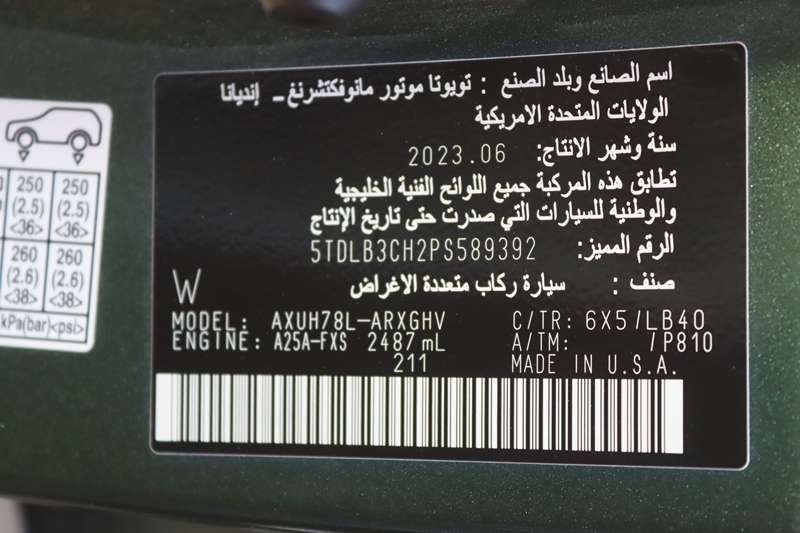 250 250
(2.5) (2.5)
<36> <36>
260 260
(2.6) (2.6)
<38> <38>
kPa(bar)<psi>
اسم الصانع وبلد الصنع : تويوتا موتور مانوفكتشرنغ - إنديانا
الولايات المتحدة الامريكية
سنة وشهر الانتاج: 2023.06
تطابق هذه المركبة جميع اللوائح الفنية الخليجية
والوطنية للسيارات التي صدرت حتى تاريخ الإنتاج
الرقم المميز: 5TDLB3CH2PS589392
صنف : سيارة ركاب متعددة الاغراض
W
MODEL: AXUH78L-ARXGHV C/TR: 6X5/LB40
ENGINE: A25A-FXS 2487 mL A/TM: /P810
211 MADE IN U.S.A.